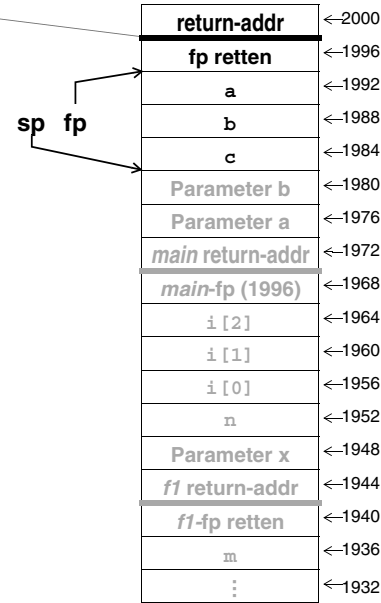 return-addr ←2000
fp retten ←1996
a ←1992
b ←1988
sp fp
c ←1984
Parameter b ←1980
Parameter a ←1976
main return-addr ←1972
main-fp (1996) ←1968
i[2] ←1964
i[1] ←1960
i[0] ←1956
n ←1952
Parameter x ←1948
f1 return-addr ←1944
f1-fp retten ←1940
m ←1936
⋮ ←1932